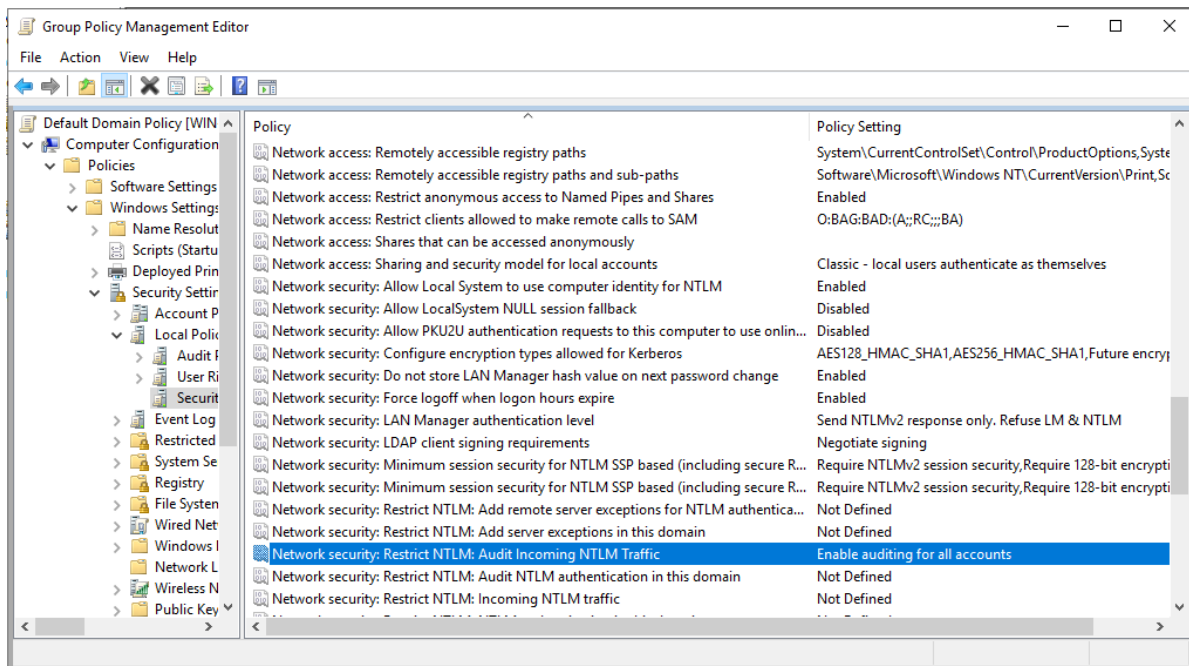 Group Policy Management Editor
File Action View Help
Default Domain Policy [WIN
Computer Configuration
Policies
Software Settings
Windows Settings
Name Resolut
Scripts (Startu
Deployed Prin
Security Settin
Account P
Local Polic
Audit P
User Ri
Securit
Event Log
Restricted
System Se
Registry
File System
Wired Net
Windows
Network L
Wireless N
Public Key
Policy Policy Setting
Network access: Remotely accessible registry paths System\CurrentControlSet\Control\ProductOptions,Syste
Network access: Remotely accessible registry paths and sub-paths Software\Microsoft\Windows NT\CurrentVersion\Print,So
Network access: Restrict anonymous access to Named Pipes and Shares Enabled
Network access: Restrict clients allowed to make remote calls to SAM O:BAG:BAD:(A;;RC;;;BA)
Network access: Shares that can be accessed anonymously
Network access: Sharing and security model for local accounts Classic - local users authenticate as themselves
Network security: Allow Local System to use computer identity for NTLM Enabled
Network security: Allow LocalSystem NULL session fallback Disabled
Network security: Allow PKU2U authentication requests to this computer to use onlin... Disabled
Network security: Configure encryption types allowed for Kerberos AES128_HMAC_SHA1,AES256_HMAC_SHA1,Future encryp
Network security: Do not store LAN Manager hash value on next password change Enabled
Network security: Force logoff when logon hours expire Enabled
Network security: LAN Manager authentication level Send NTLMv2 response only. Refuse LM & NTLM
Network security: LDAP client signing requirements Negotiate signing
Network security: Minimum session security for NTLM SSP based (including secure R... Require NTLMv2 session security,Require 128-bit encrypti
Network security: Minimum session security for NTLM SSP based (including secure R... Require NTLMv2 session security,Require 128-bit encrypti
Network security: Restrict NTLM: Add remote server exceptions for NTLM authentica... Not Defined
Network security: Restrict NTLM: Add server exceptions in this domain Not Defined
Network security: Restrict NTLM: Audit Incoming NTLM Traffic Enable auditing for all accounts
Network security: Restrict NTLM: Audit NTLM authentication in this domain Not Defined
Network security: Restrict NTLM: Incoming NTLM traffic Not Defined